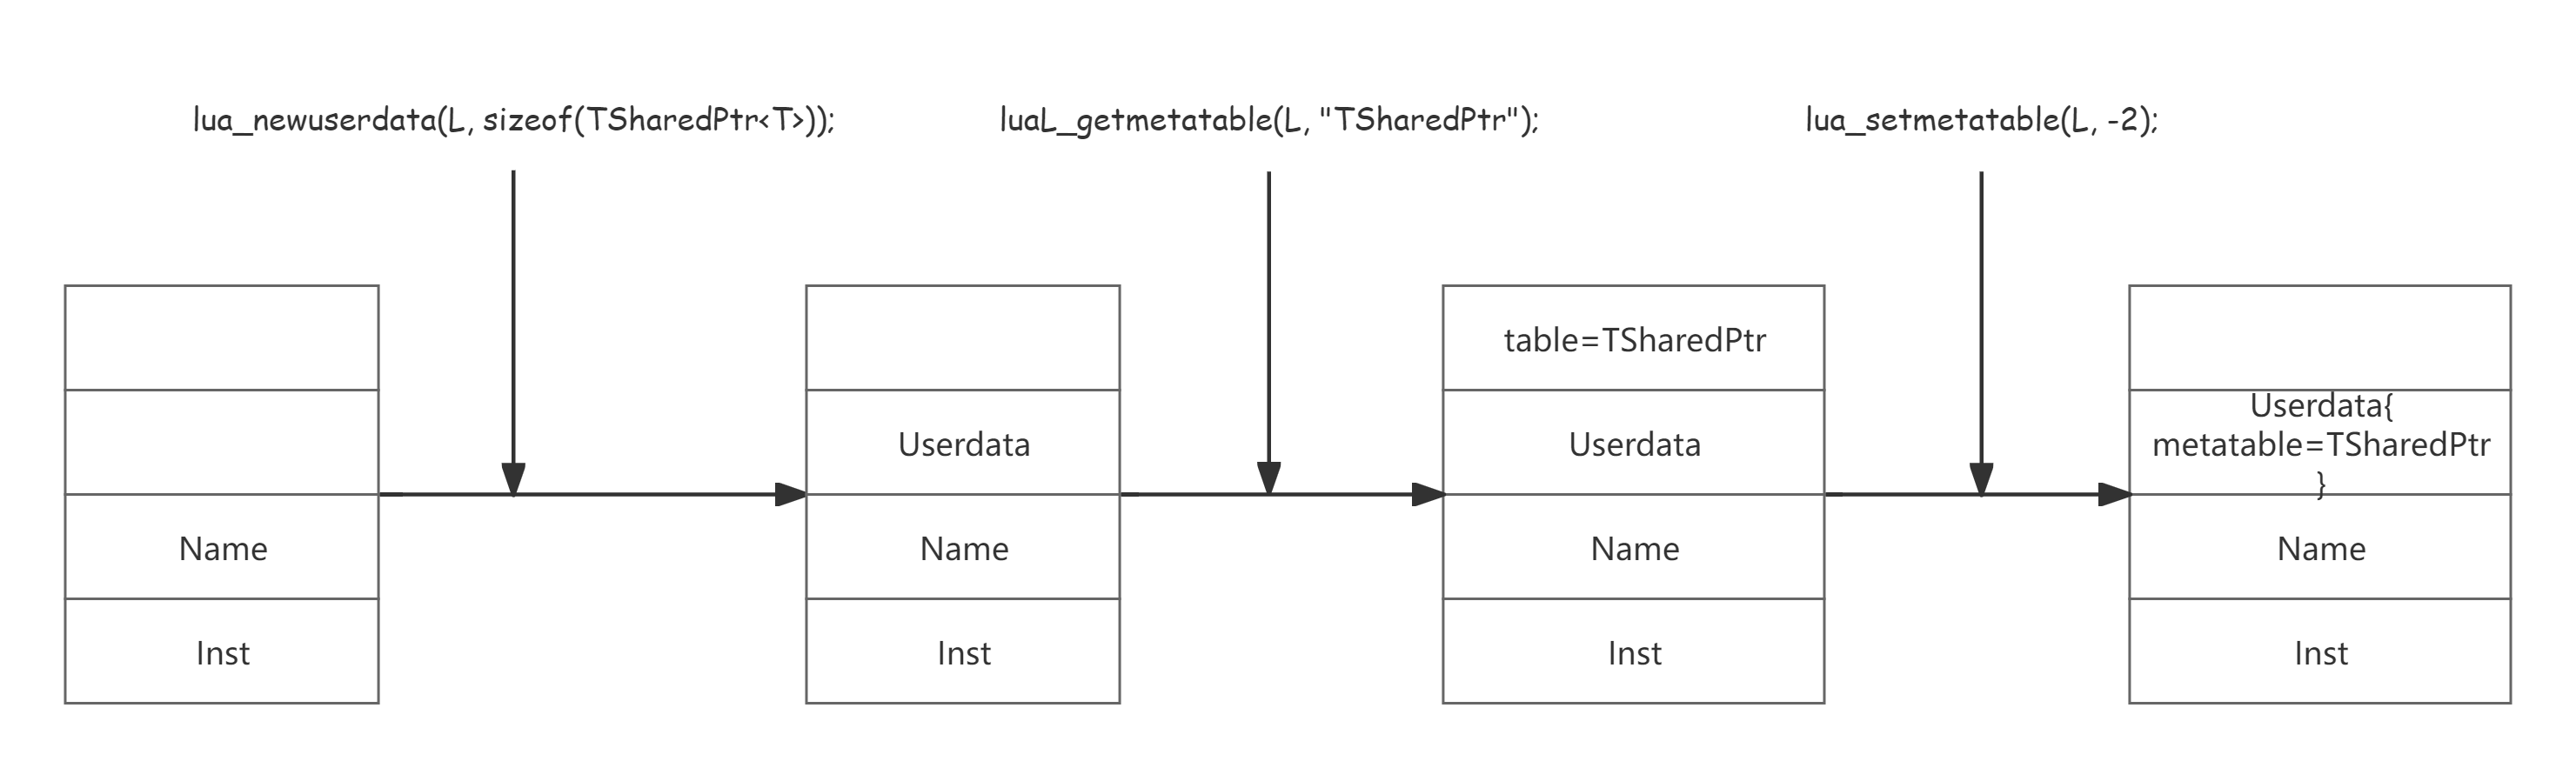 lua_newuserdata(L, sizeof(TSharedPtr<T>));
luaL_getmetatable(L, "TSharedPtr");
lua_setmetatable(L, -2);
Name
Inst
Userdata
Name
Inst
table=TSharedPtr
Userdata
Name
Inst
Userdata{
metatable=TSharedPtr
}
Name
Inst